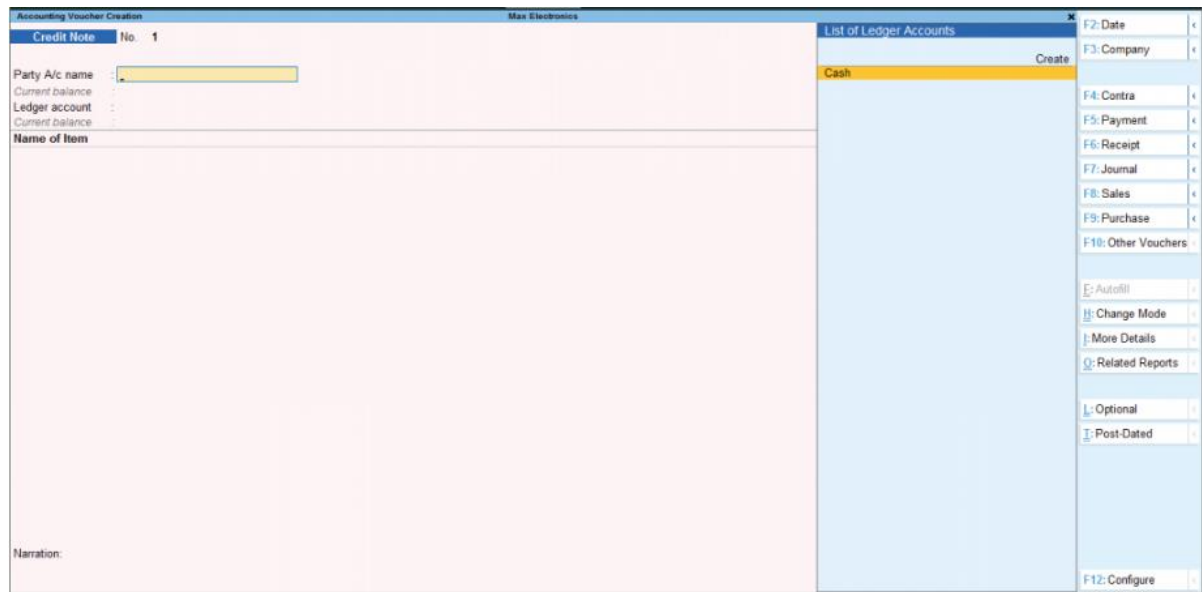 Accounting Voucher Creation Max Electronics x
Credit Note No. 1
Party A/c name :
Current balance :
Ledger account :
Current balance :
Name of Item
Narration:
List of Ledger Accounts
Create
Cash
F2: Date <
F3: Company <
F4: Contra <
F5: Payment <
F6: Receipt <
F7: Journal <
F8: Sales <
F9: Purchase <
F10: Other Vouchers <
E: Autofill <
H: Change Mode <
I: More Details <
O: Related Reports <
L: Optional <
T: Post-Dated <
F12: Configure <